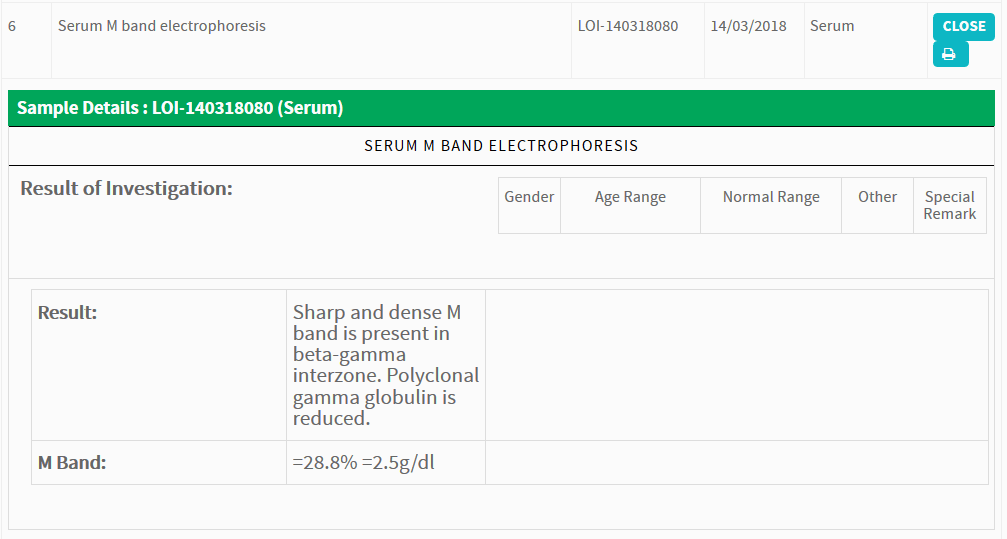 6 Serum M band electrophoresis LOI-140318080 14/03/2018 Serum CLOSE
Sample Details : LOI-140318080 (Serum)
SERUM M BAND ELECTROPHORESIS
Result of Investigation:
Gender Age Range Normal Range Other Special
Remark
Result: Sharp and dense M
band is present in
beta-gamma
interzone. Polyclonal
gamma globulin is
reduced.
M Band: =28.8% =2.5g/dl